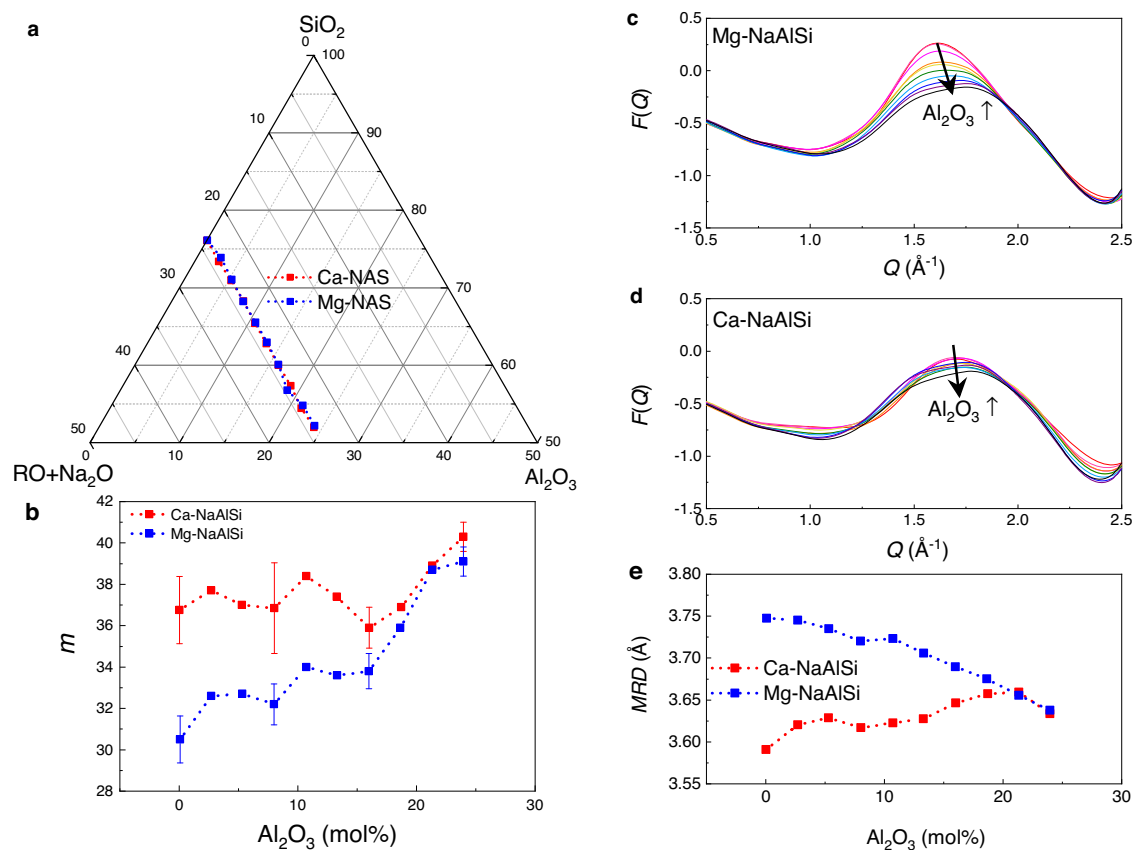 a
SiO₂
0
100
10
90
20
80
30
70
40
60
50
50
0
10
20
30
40
50
RO+Na₂O
Al₂O₃
Ca-NAS
Mg-NAS
b
42
40
38
36
34
32
30
m
Ca-NaAlSi
Mg-NaAlSi
0
10
20
30
Al₂O₃ (mol%)
c
Mg-NaAlSi
0.5
0.0
-0.5
-1.0
-1.5
F(Q)
Al₂O₃ ↑
0.5
1.0
1.5
2.0
2.5
Q (Å⁻¹)
d
Ca-NaAlSi
0.5
0.0
-0.5
-1.0
-1.5
F(Q)
Al₂O₃ ↑
0.5
1.0
1.5
2.0
2.5
Q (Å⁻¹)
e
3.80
3.75
3.70
3.65
3.60
3.55
MRD (Å)
Ca-NaAlSi
Mg-NaAlSi
0
10
20
30
Al₂O₃ (mol%)